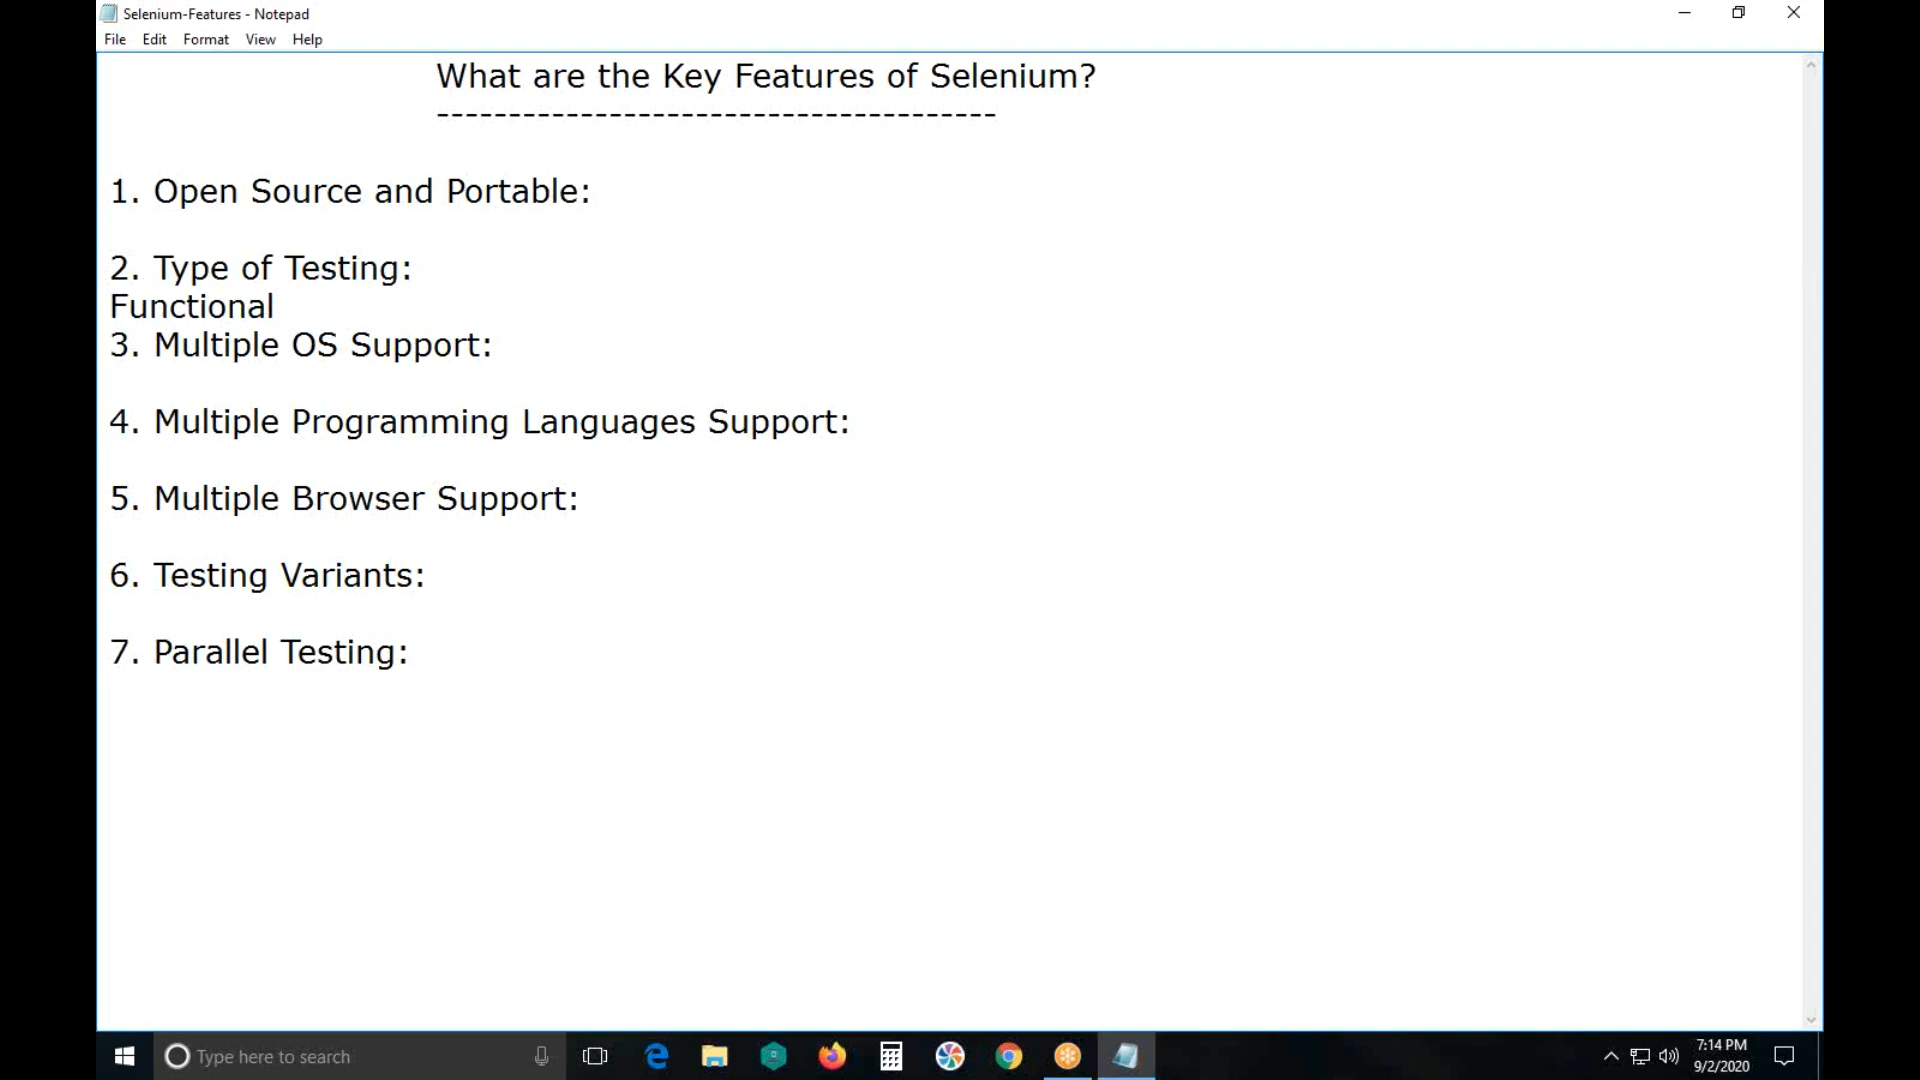 Selenium-Features - Notepad
File Edit Format View Help
What are the Key Features of Selenium?
---------------------------------------
1. Open Source and Portable:
2. Type of Testing:
Functional
3. Multiple OS Support:
4. Multiple Programming Languages Support:
5. Multiple Browser Support:
6. Testing Variants:
7. Parallel Testing:
Type here to search
7:14 PM
9/2/2020